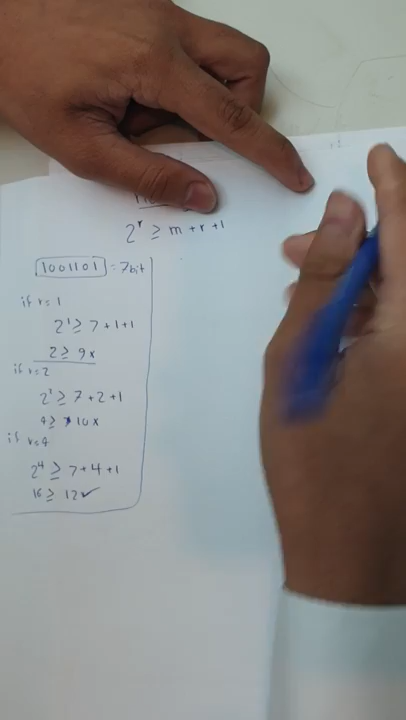 2^r ≥ m + r + 1
1001101 = 7bit
if r = 1
2^1 ≥ 7 + 1 + 1
2 ≥ 9 x
if r = 2
2^2 ≥ 7 + 2 + 1
4 ≥ 10 x
if r = 4
2^4 ≥ 7 + 4 + 1
16 ≥ 12 ✓